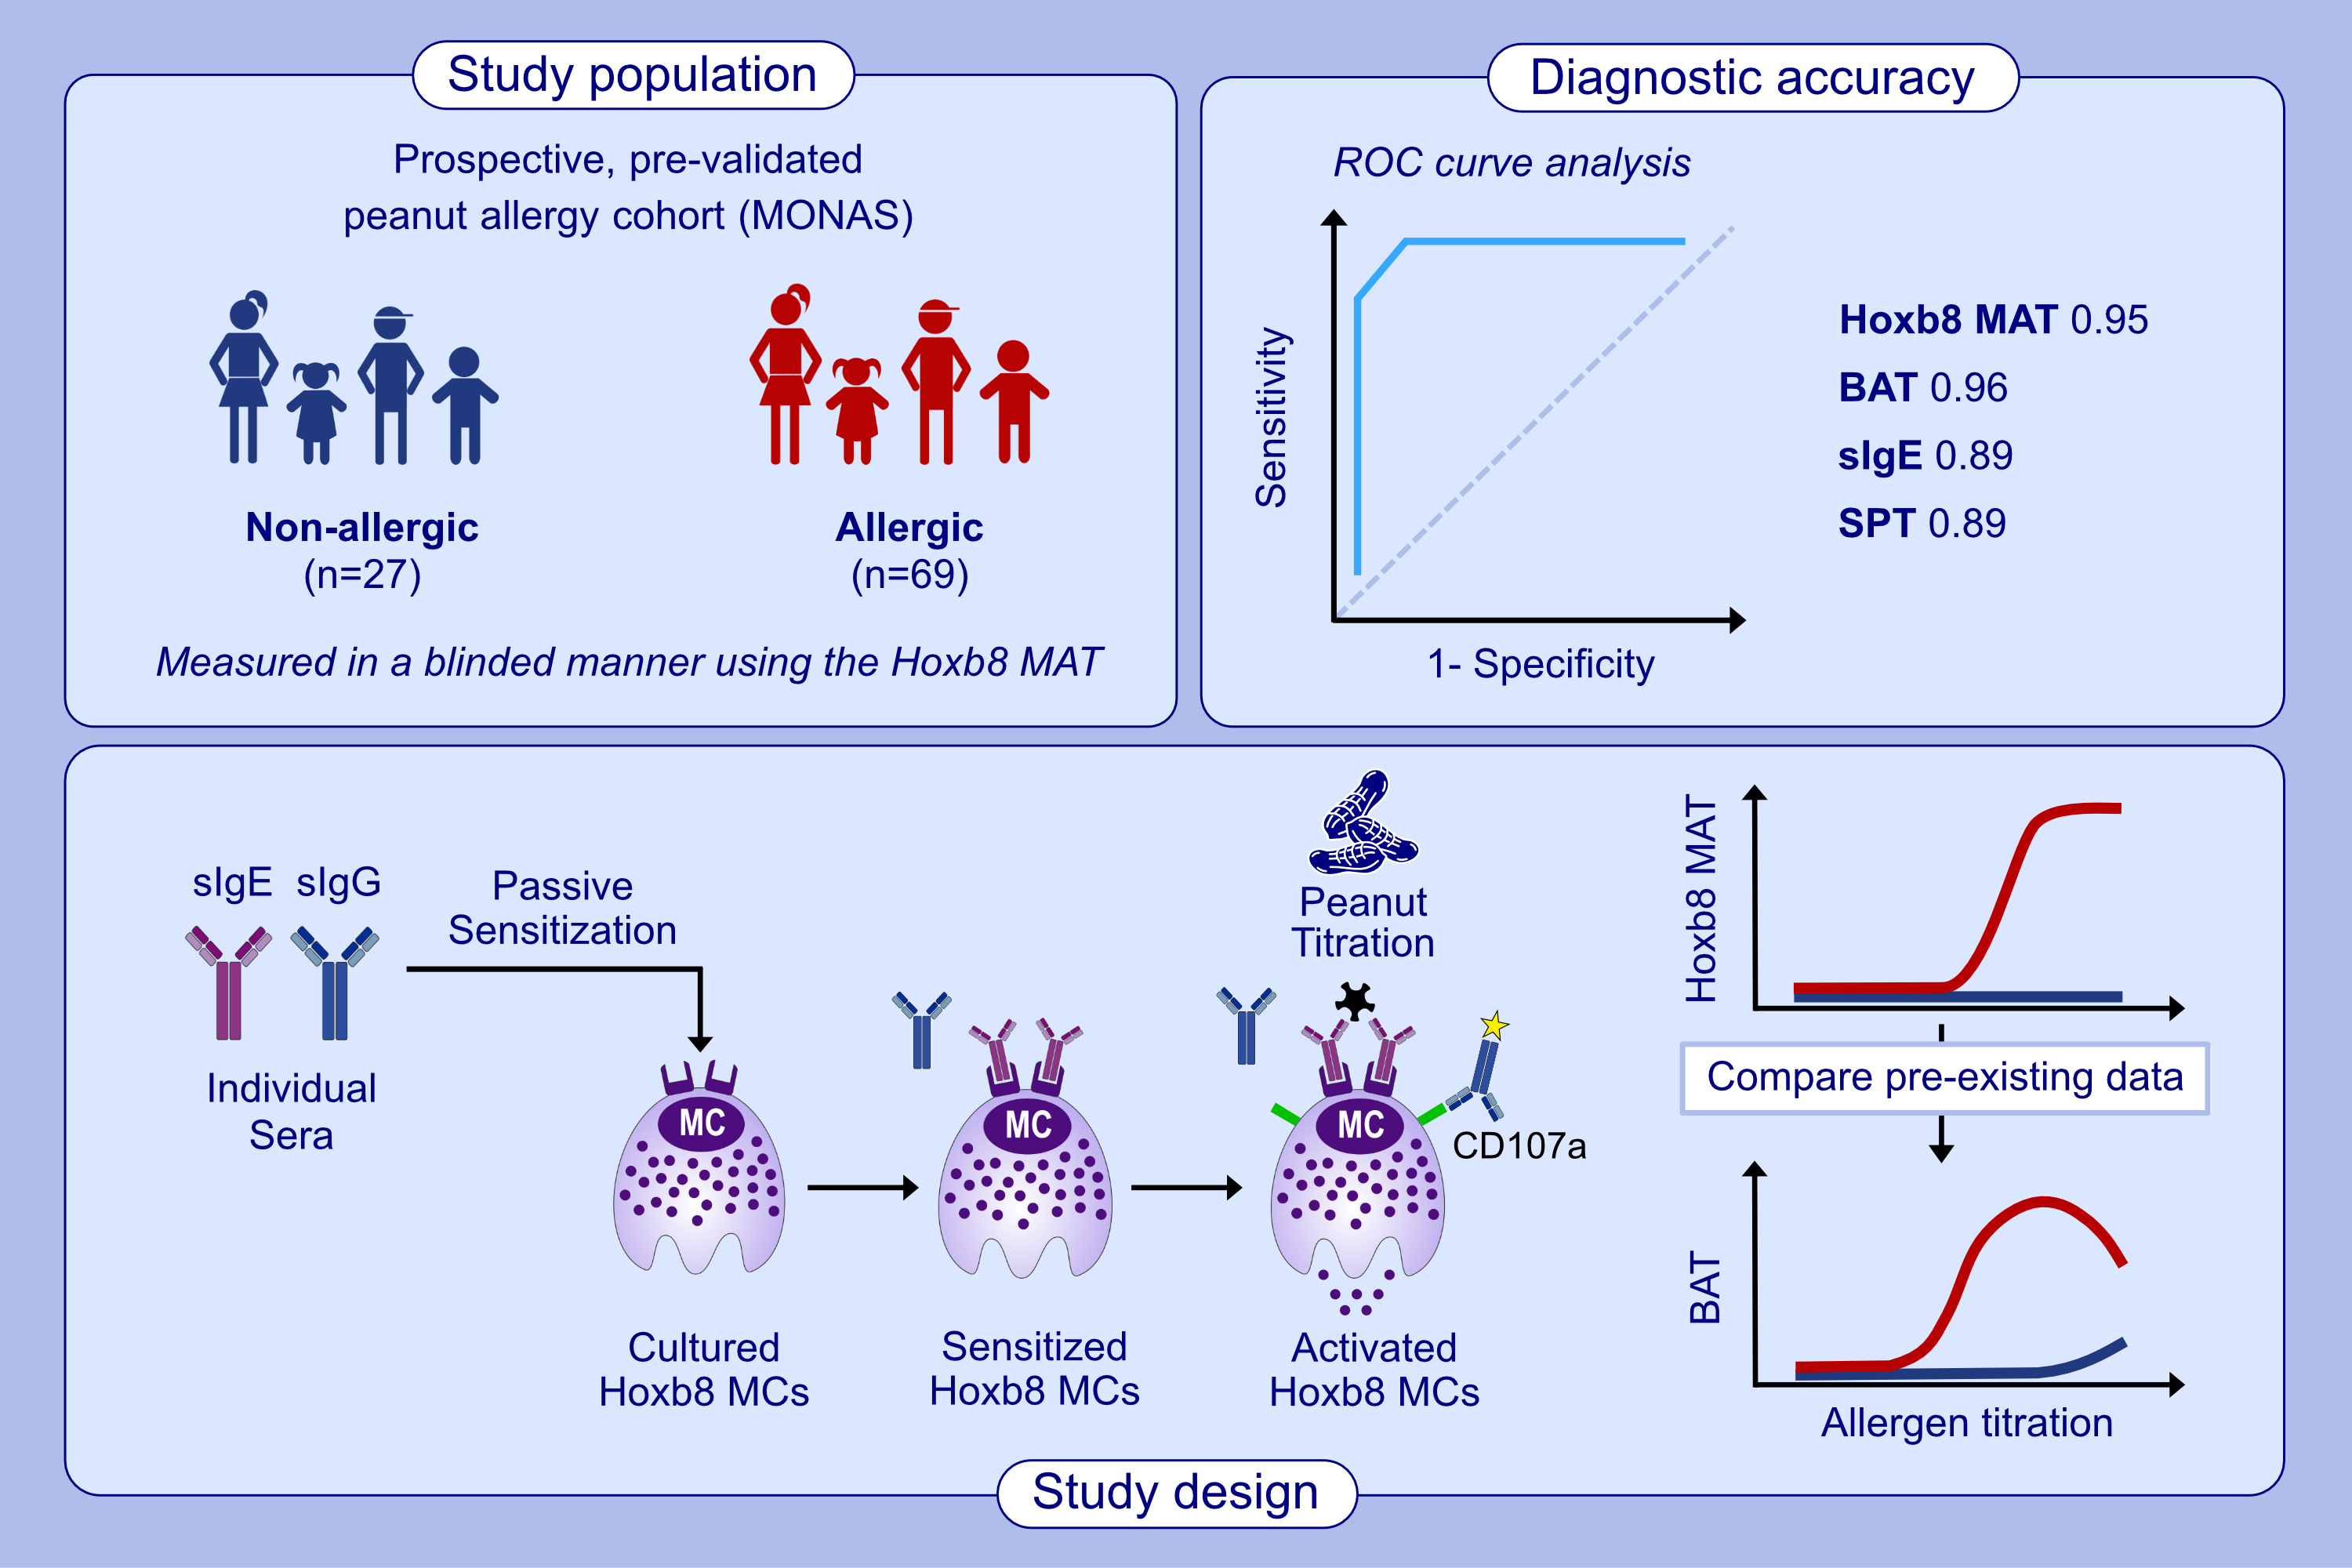 Study population
Prospective, pre-validated
peanut allergy cohort (MONAS)
Non-allergic
(n=27)
Allergic
(n=69)
Measured in a blinded manner using the Hoxb8 MAT
Diagnostic accuracy
ROC curve analysis
Sensitivity
1- Specificity
Hoxb8 MAT 0.95
BAT 0.96
sIgE 0.89
SPT 0.89
sIgE sIgG
Individual
Sera
Passive
Sensitization
MC
Cultured
Hoxb8 MCs
MC
Sensitized
Hoxb8 MCs
Peanut
Titration
MC
CD107a
Activated
Hoxb8 MCs
Hoxb8 MAT
Compare pre-existing data
BAT
Allergen titration
Study design